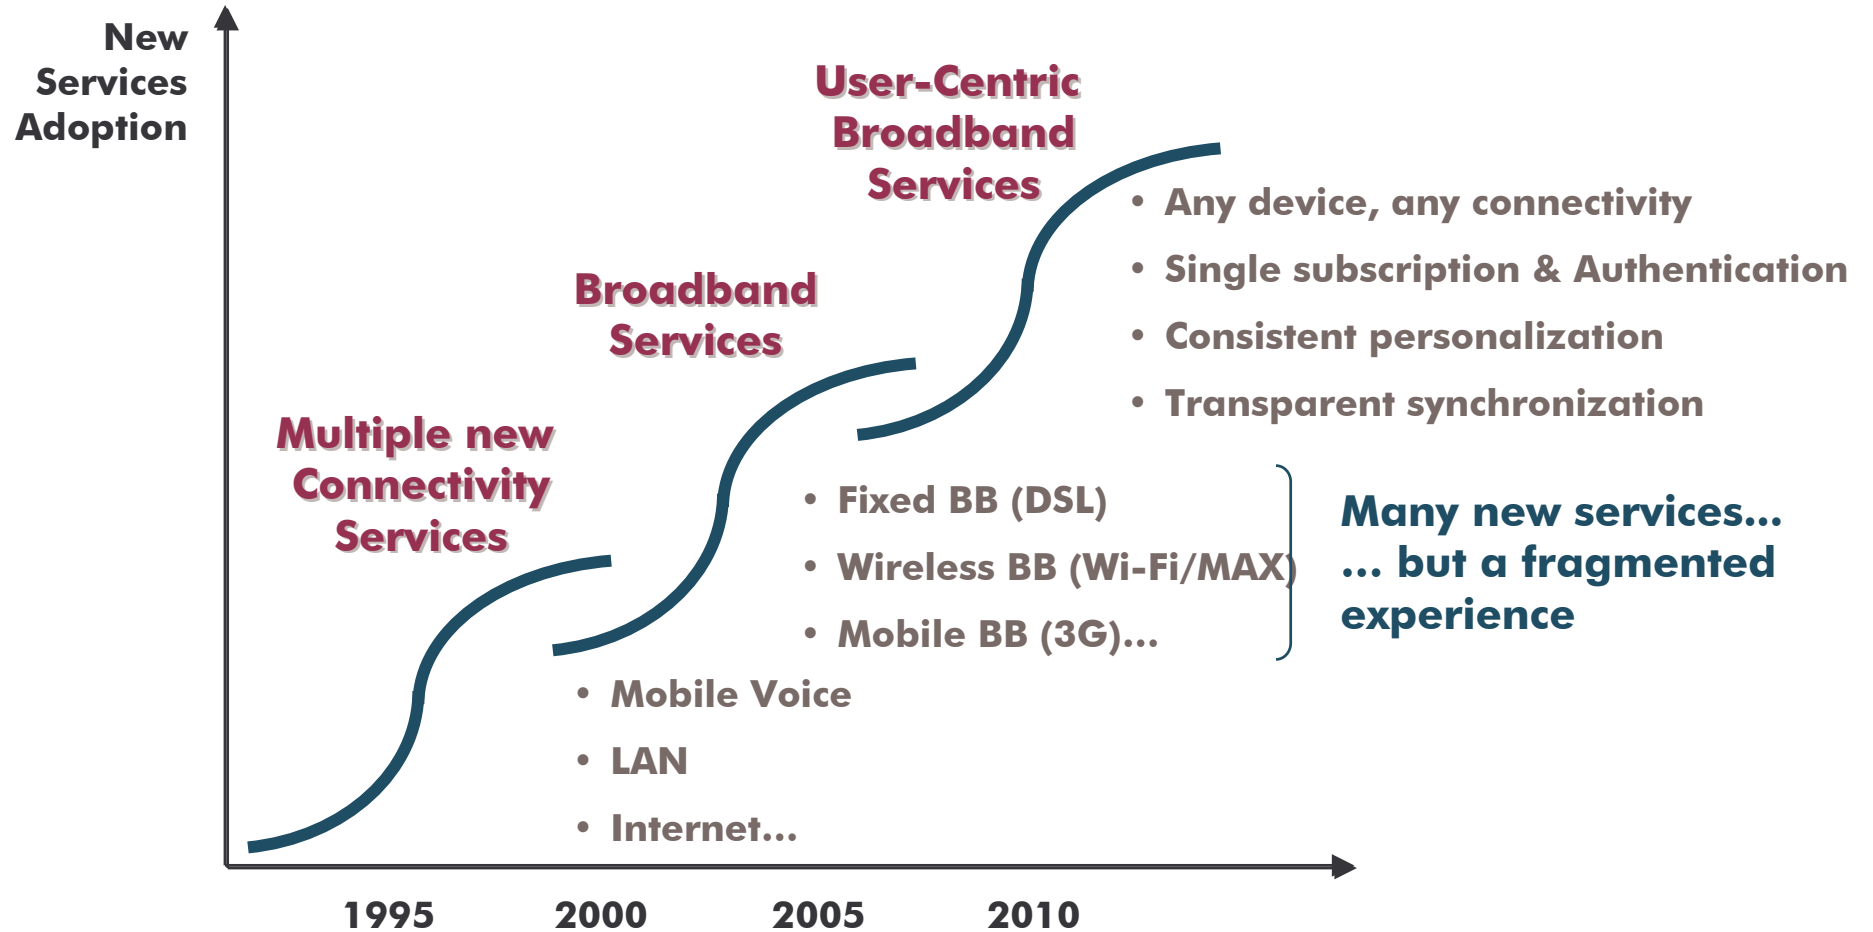 New
Services
Adoption
User-Centric
Broadband
Services
• Any device, any connectivity
• Single subscription & Authentication
• Consistent personalization
• Transparent synchronization
Broadband
Services
Multiple new
Connectivity
Services
• Fixed BB (DSL)
• Wireless BB (Wi-Fi/MAX)
• Mobile BB (3G)...
Many new services...
... but a fragmented
experience
• Mobile Voice
• LAN
• Internet...
1995 2000 2005 2010